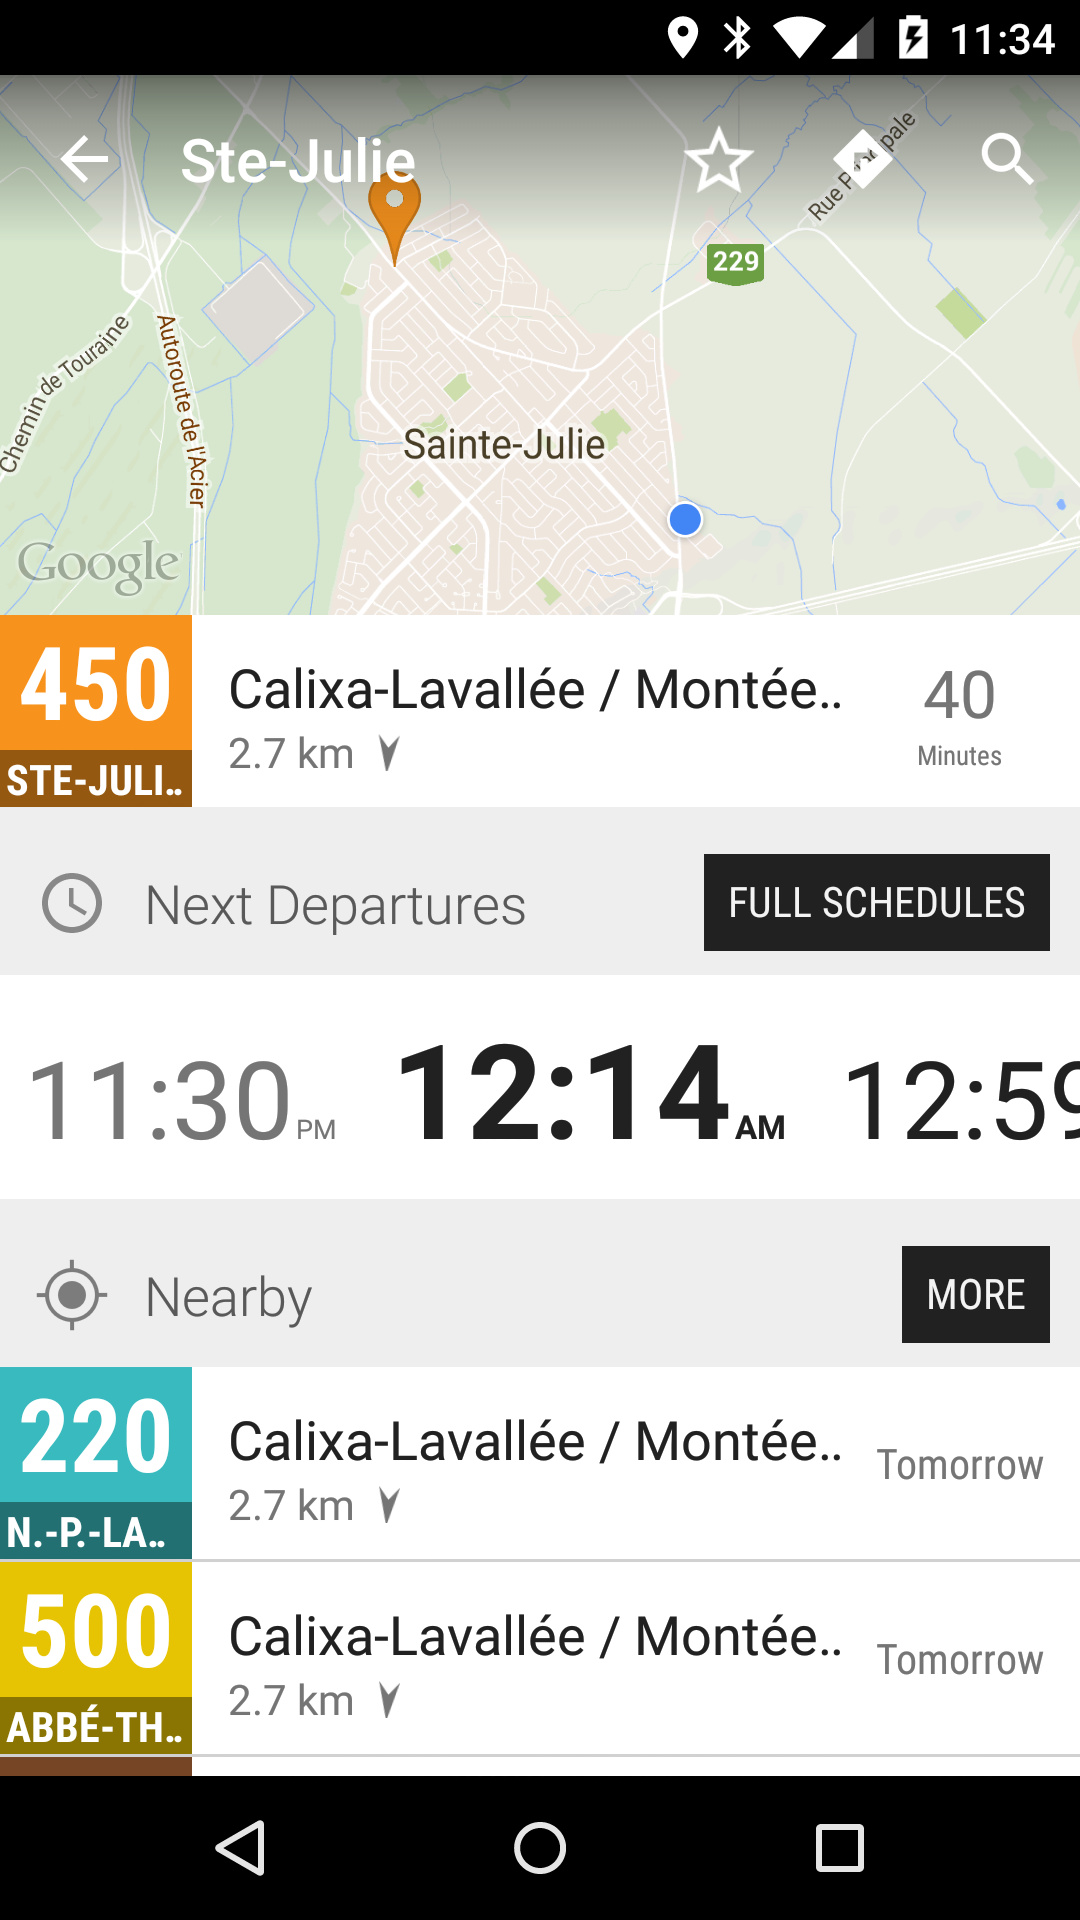 11:34
Ste-Julie
Rue Principale
229
Chemin de Touraine
Autoroute de l'Acier
Sainte-Julie
Google
450
STE-JULI..
Calixa-Lavallée / Montée..
2.7 km
40
Minutes
Next Departures
FULL SCHEDULES
11:30 PM
12:14 AM
12:59
Nearby
MORE
220
N.-P.-LA..
Calixa-Lavallée / Montée..
2.7 km
Tomorrow
500
ABBÉ-TH..
Calixa-Lavallée / Montée..
2.7 km
Tomorrow